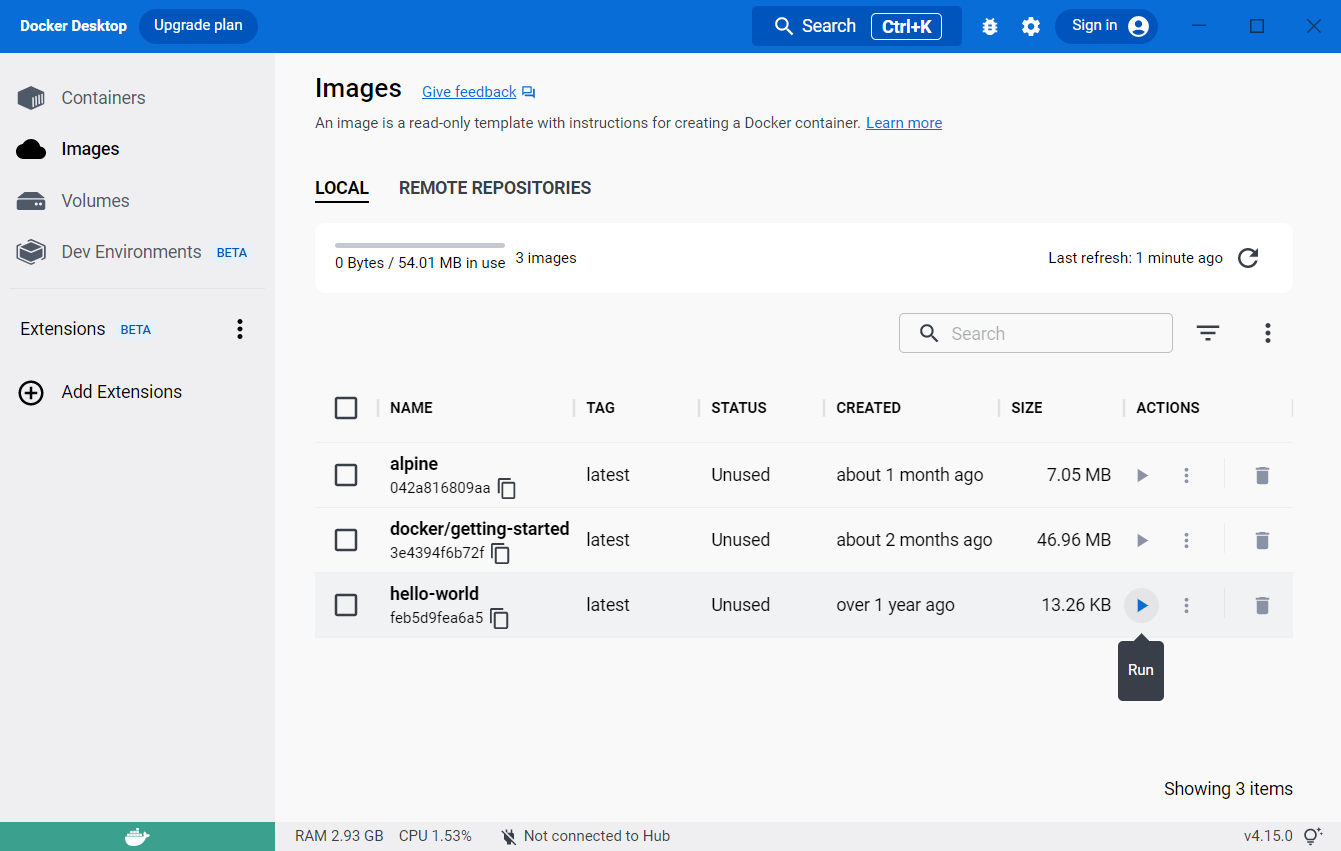 Docker Desktop Upgrade plan Search Ctrl+K Sign in
Containers
Images
Volumes
Dev Environments BETA
Extensions BETA
Add Extensions
Images Give feedback
An image is a read-only template with instructions for creating a Docker container. Learn more
LOCAL REMOTE REPOSITORIES
0 Bytes / 54.01 MB in use 3 images Last refresh: 1 minute ago
Search
NAME TAG STATUS CREATED SIZE ACTIONS
alpine
042a816809aa latest Unused about 1 month ago 7.05 MB
docker/getting-started
3e4394f6b72f latest Unused about 2 months ago 46.96 MB
hello-world
feb5d9fea6a5 latest Unused over 1 year ago 13.26 KB
Run
Showing 3 items
RAM 2.93 GB CPU 1.53% Not connected to Hub v4.15.0